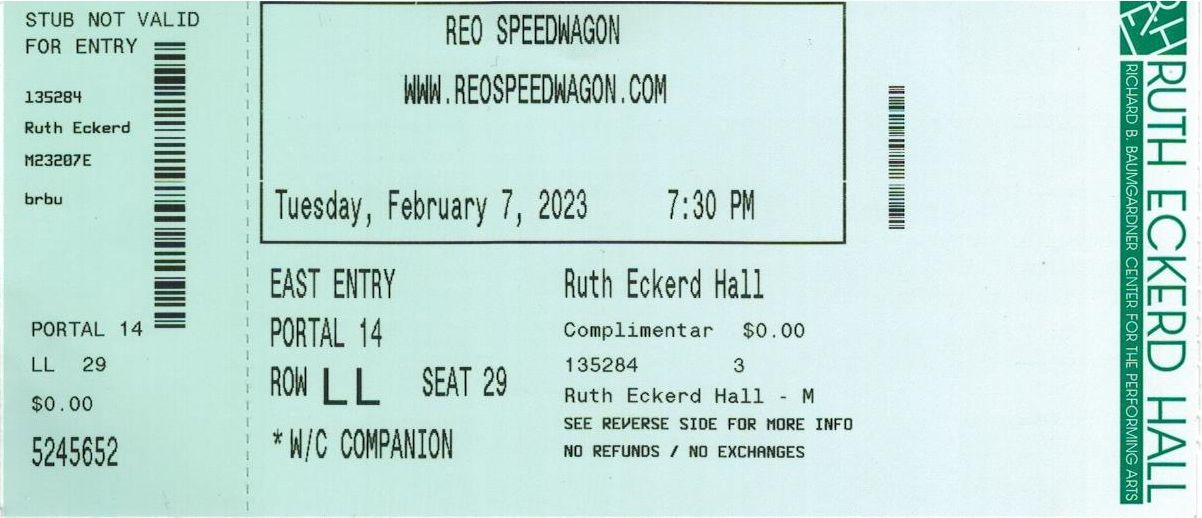 STUB NOT VALID
FOR ENTRY
135284
Ruth Eckerd
M23207E
brbu
PORTAL 14
LL 29
$0.00
5245652
REO SPEEDWAGON
WWW.REOSPEEDWAGON.COM
Tuesday, February 7, 2023 7:30 PM
EAST ENTRY
PORTAL 14
ROW LL SEAT 29
*W/C COMPANION
Ruth Eckerd Hall
Complimentar $0.00
135284 3
Ruth Eckerd Hall - M
SEE REVERSE SIDE FOR MORE INFO
NO REFUNDS / NO EXCHANGES
REH
RUTH ECKERD HALL
RICHARD B. BAUMGARDNER CENTER FOR THE PERFORMING ARTS